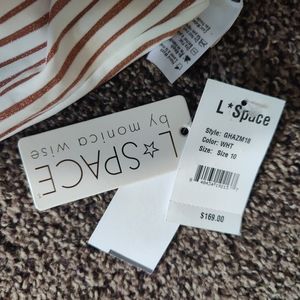 L★SPACE
by monica wise
L★Space
Style: GHAZM18
Color: WHT
Size: Size 10
$169.00